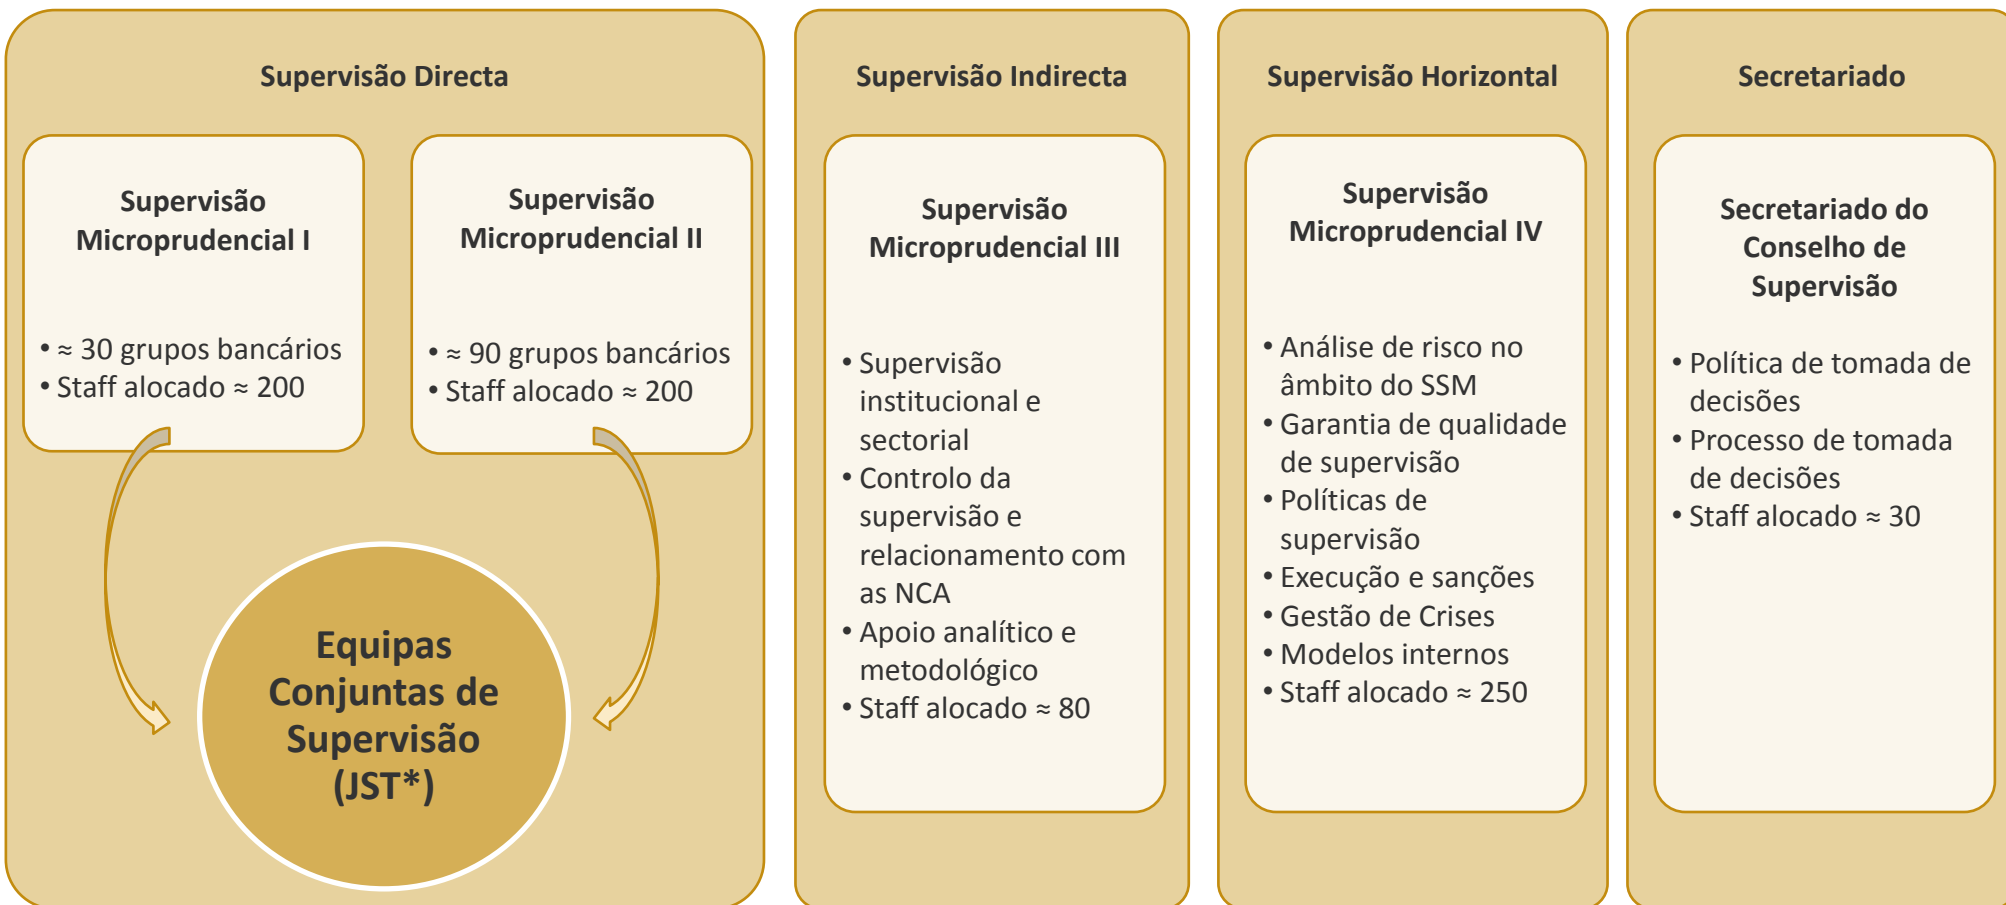 Supervisão Directa
Supervisão
Microprudencial I
• ≈ 30 grupos bancários
• Staff alocado ≈ 200
Supervisão
Microprudencial II
• ≈ 90 grupos bancários
• Staff alocado ≈ 200
Equipas
Conjuntas de
Supervisão
(JST*)
Supervisão Indirecta
Supervisão
Microprudencial III
• Supervisão
institucional e
sectorial
• Controlo da
supervisão e
relacionamento com
as NCA
• Apoio analítico e
metodológico
• Staff alocado ≈ 80
Supervisão Horizontal
Supervisão
Microprudencial IV
• Análise de risco no
âmbito do SSM
• Garantia de qualidade
de supervisão
• Políticas de
supervisão
• Execução e sanções
• Gestão de Crises
• Modelos internos
• Staff alocado ≈ 250
Secretariado
Secretariado do
Conselho de
Supervisão
• Política de tomada de
decisões
• Processo de tomada
de decisões
• Staff alocado ≈ 30